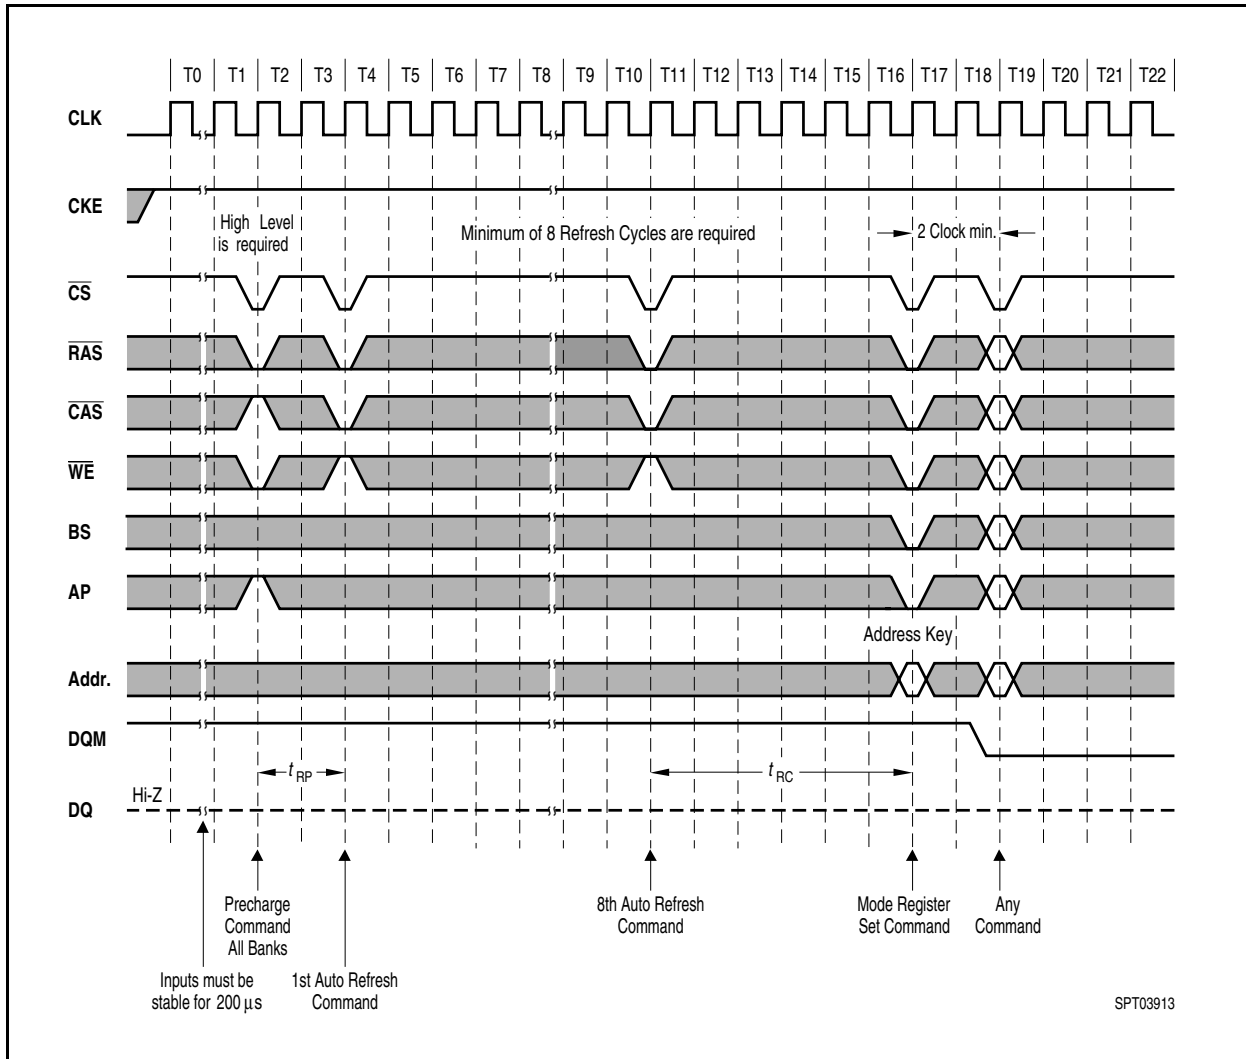 T0 T1 T2 T3 T4 T5 T6 T7 T8 T9 T10 T11 T12 T13 T14 T15 T16 T17 T18 T19 T20 T21 T22
CLK
CKE
High Level
is required
Minimum of 8 Refresh Cycles are required
2 Clock min.
CS
RAS
CAS
WE
BS
AP
Address Key
Addr.
DQM
t RP
t RC
Hi-Z
DQ
Precharge
Command
All Banks
8th Auto Refresh
Command
Mode Register
Set Command
Any
Command
Inputs must be
stable for 200 μs
1st Auto Refresh
Command
SPT03913